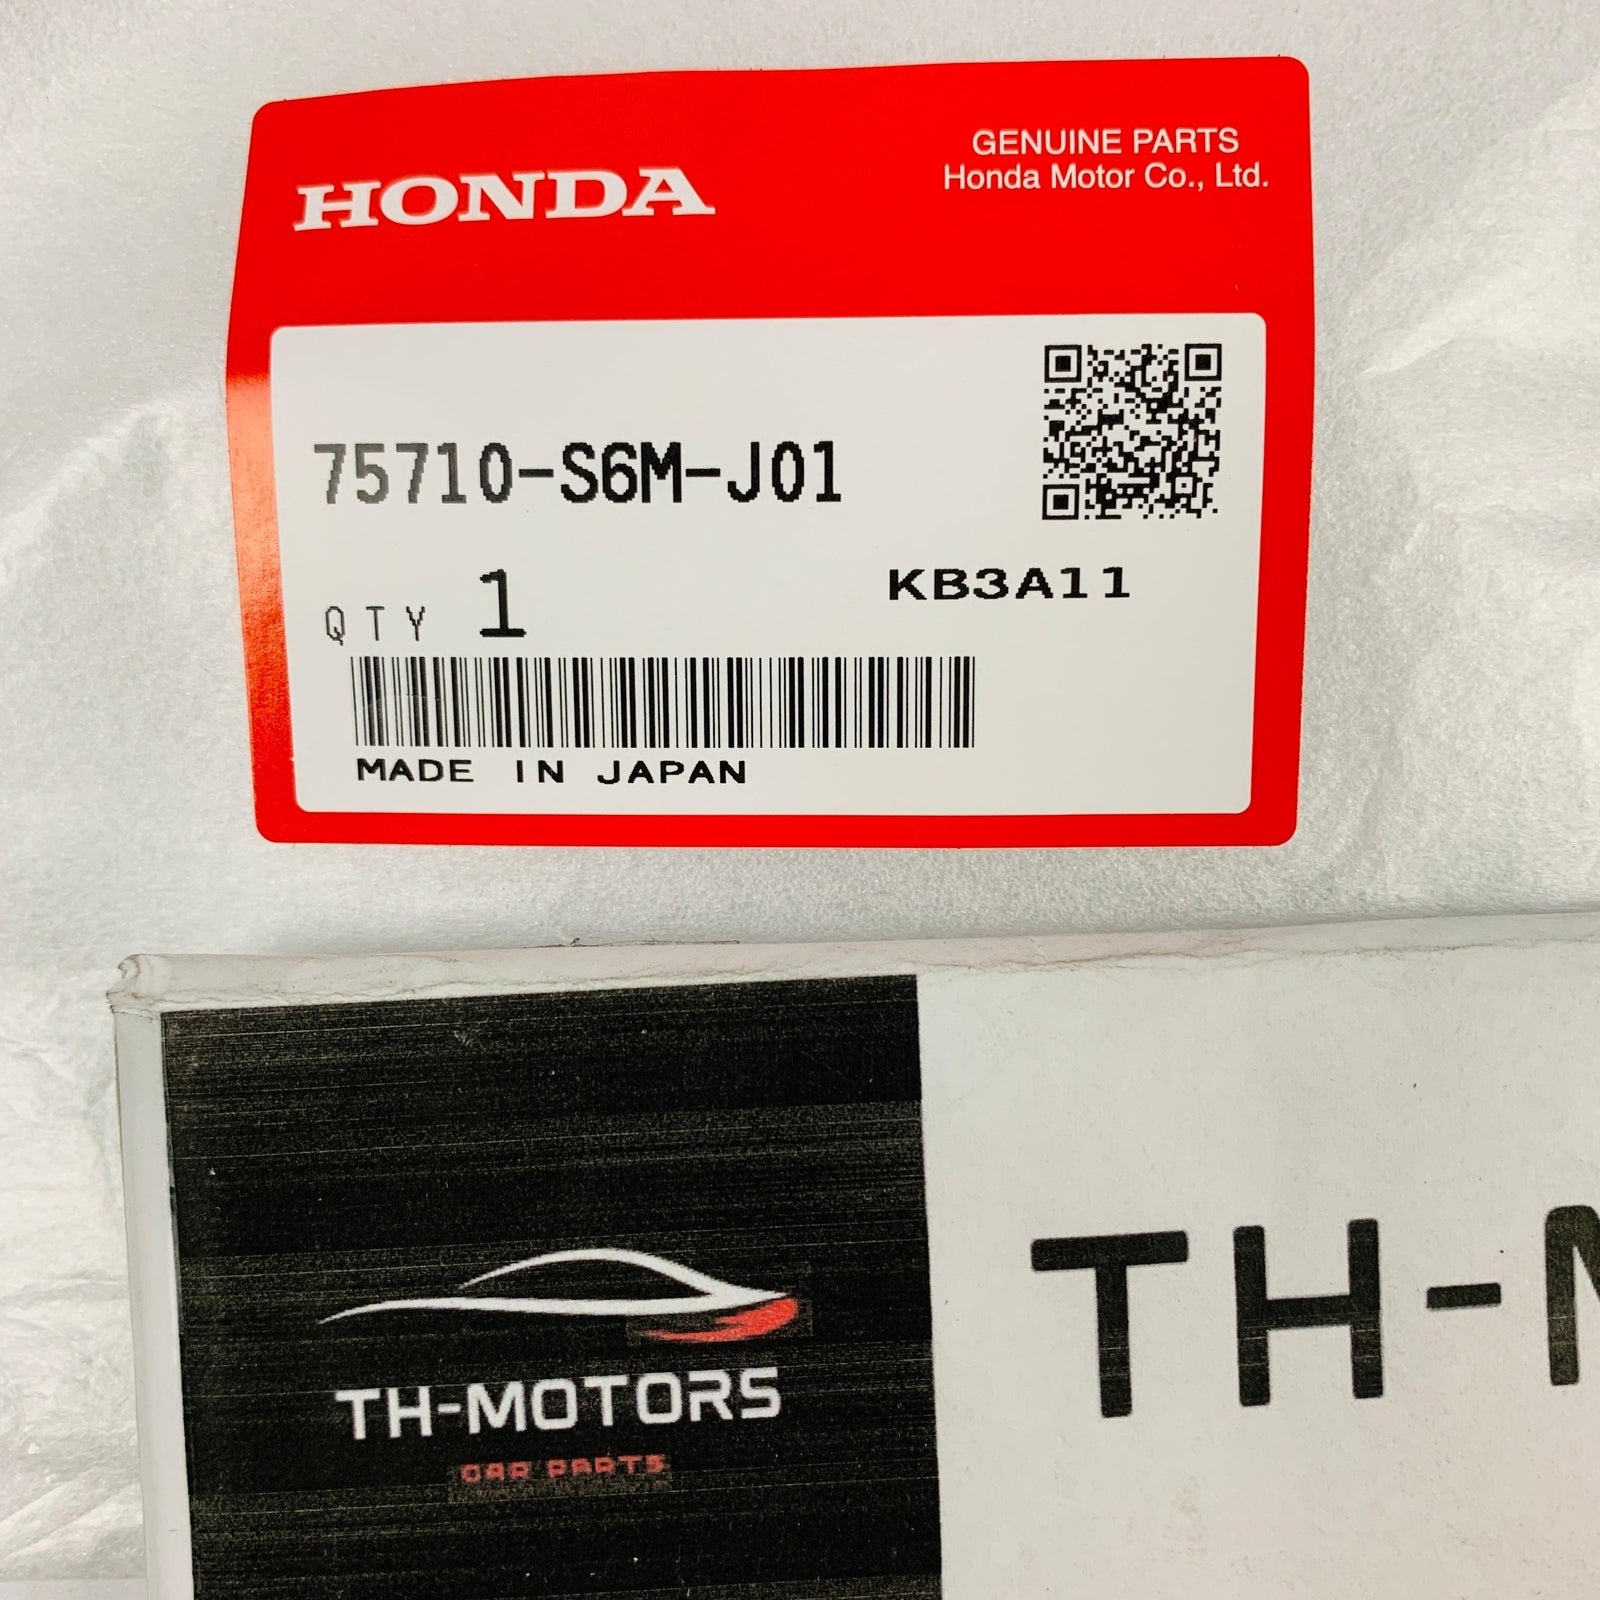 HONDA
GENUINE PARTS
Honda Motor Co., Ltd.
75710-S6M-J01
QTY 1
KB3A11
MADE IN JAPAN
TH-MOTORS
CAR PARTS
TH-M